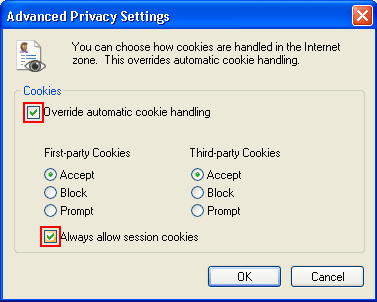 Advanced Privacy Settings
You can choose how cookies are handled in the Internet
zone. This overrides automatic cookie handling.
Cookies
Override automatic cookie handling
First-party Cookies Third-party Cookies
Accept Accept
Block Block
Prompt Prompt
Always allow session cookies
OK Cancel